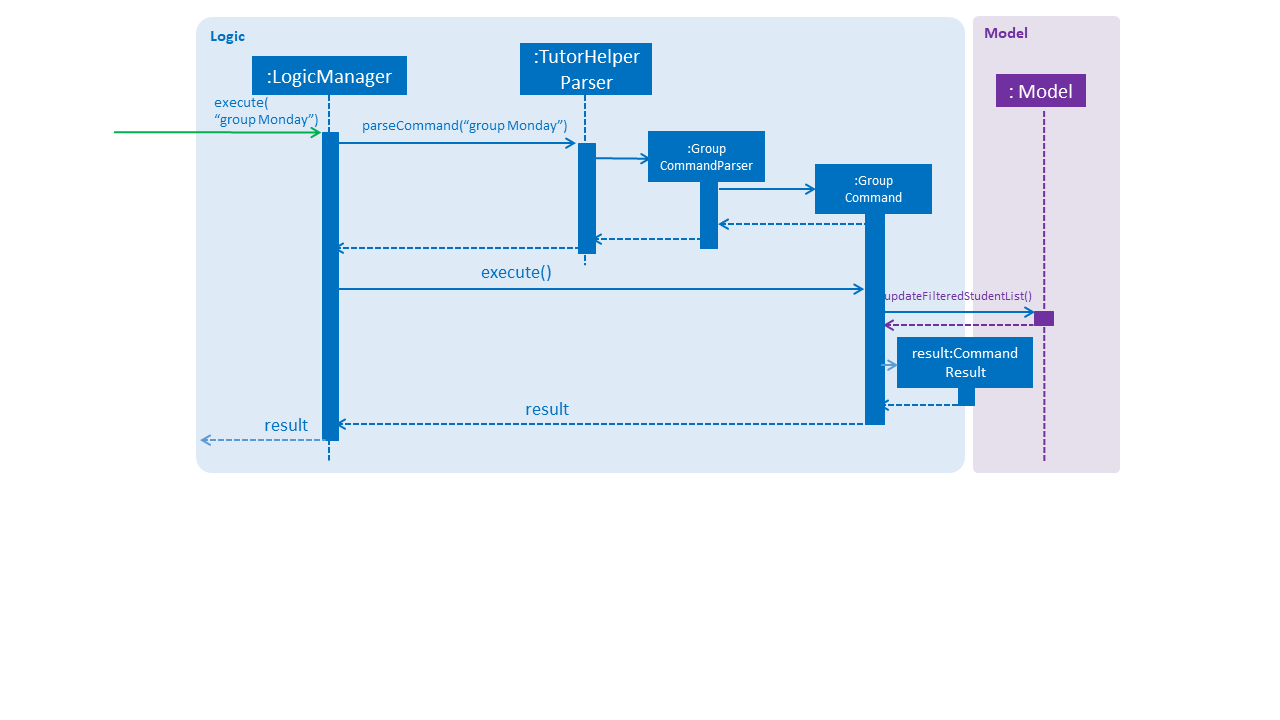 Logic
Model
:LogicManager
:TutorHelper
Parser
: Model
execute(
“group Monday”)
parseCommand(“group Monday”)
:Group
CommandParser
:Group
Command
execute()
updateFilteredStudentList()
result:Command
Result
result
result